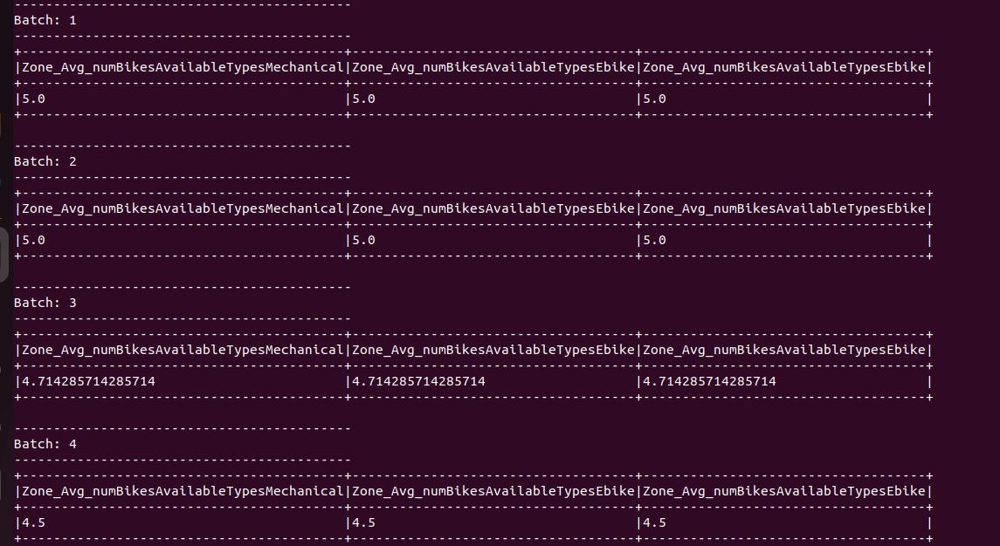 -------------------------------------------
Batch: 1
-------------------------------------------
+-----------------------------------------+------------------------------------+------------------------------------+
|Zone_Avg_numBikesAvailableTypesMechanical|Zone_Avg_numBikesAvailableTypesEbike|Zone_Avg_numBikesAvailableTypesEbike|
+-----------------------------------------+------------------------------------+------------------------------------+
|5.0                                      |5.0                                 |5.0                                 |
+-----------------------------------------+------------------------------------+------------------------------------+
-------------------------------------------
Batch: 2
-------------------------------------------
+-----------------------------------------+------------------------------------+------------------------------------+
|Zone_Avg_numBikesAvailableTypesMechanical|Zone_Avg_numBikesAvailableTypesEbike|Zone_Avg_numBikesAvailableTypesEbike|
+-----------------------------------------+------------------------------------+------------------------------------+
|5.0                                      |5.0                                 |5.0                                 |
+-----------------------------------------+------------------------------------+------------------------------------+
-------------------------------------------
Batch: 3
-------------------------------------------
+-----------------------------------------+------------------------------------+------------------------------------+
|Zone_Avg_numBikesAvailableTypesMechanical|Zone_Avg_numBikesAvailableTypesEbike|Zone_Avg_numBikesAvailableTypesEbike|
+-----------------------------------------+------------------------------------+------------------------------------+
|4.714285714285714                        |4.714285714285714                   |4.714285714285714                   |
+-----------------------------------------+------------------------------------+------------------------------------+
-------------------------------------------
Batch: 4
-------------------------------------------
+-----------------------------------------+------------------------------------+------------------------------------+
|Zone_Avg_numBikesAvailableTypesMechanical|Zone_Avg_numBikesAvailableTypesEbike|Zone_Avg_numBikesAvailableTypesEbike|
+-----------------------------------------+------------------------------------+------------------------------------+
|4.5                                      |4.5                                 |4.5                                 |
+-----------------------------------------+------------------------------------+------------------------------------+